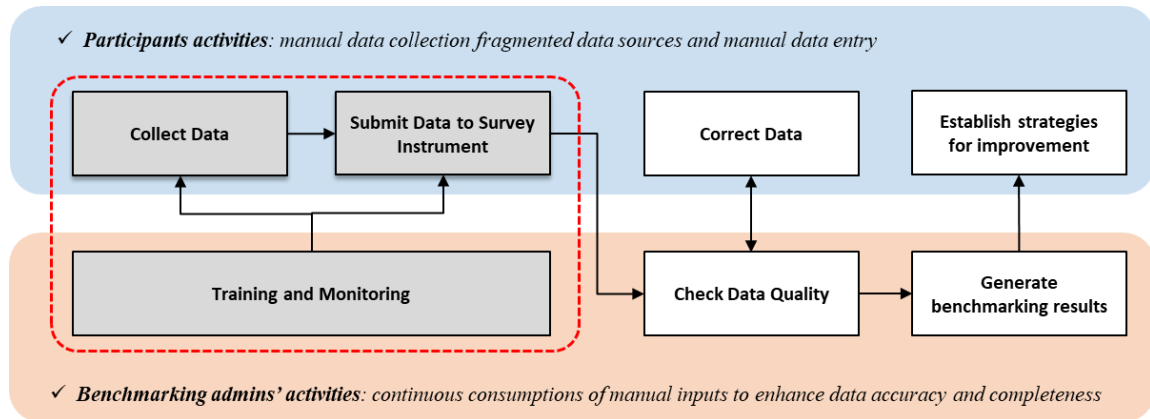 ✓ Participants activities: manual data collection fragmented data sources and manual data entry
Collect Data
Submit Data to Survey
Instrument
Correct Data
Establish strategies
for improvement
Training and Monitoring
Check Data Quality
Generate
benchmarking results
✓ Benchmarking admins' activities: continuous consumptions of manual inputs to enhance data accuracy and completeness